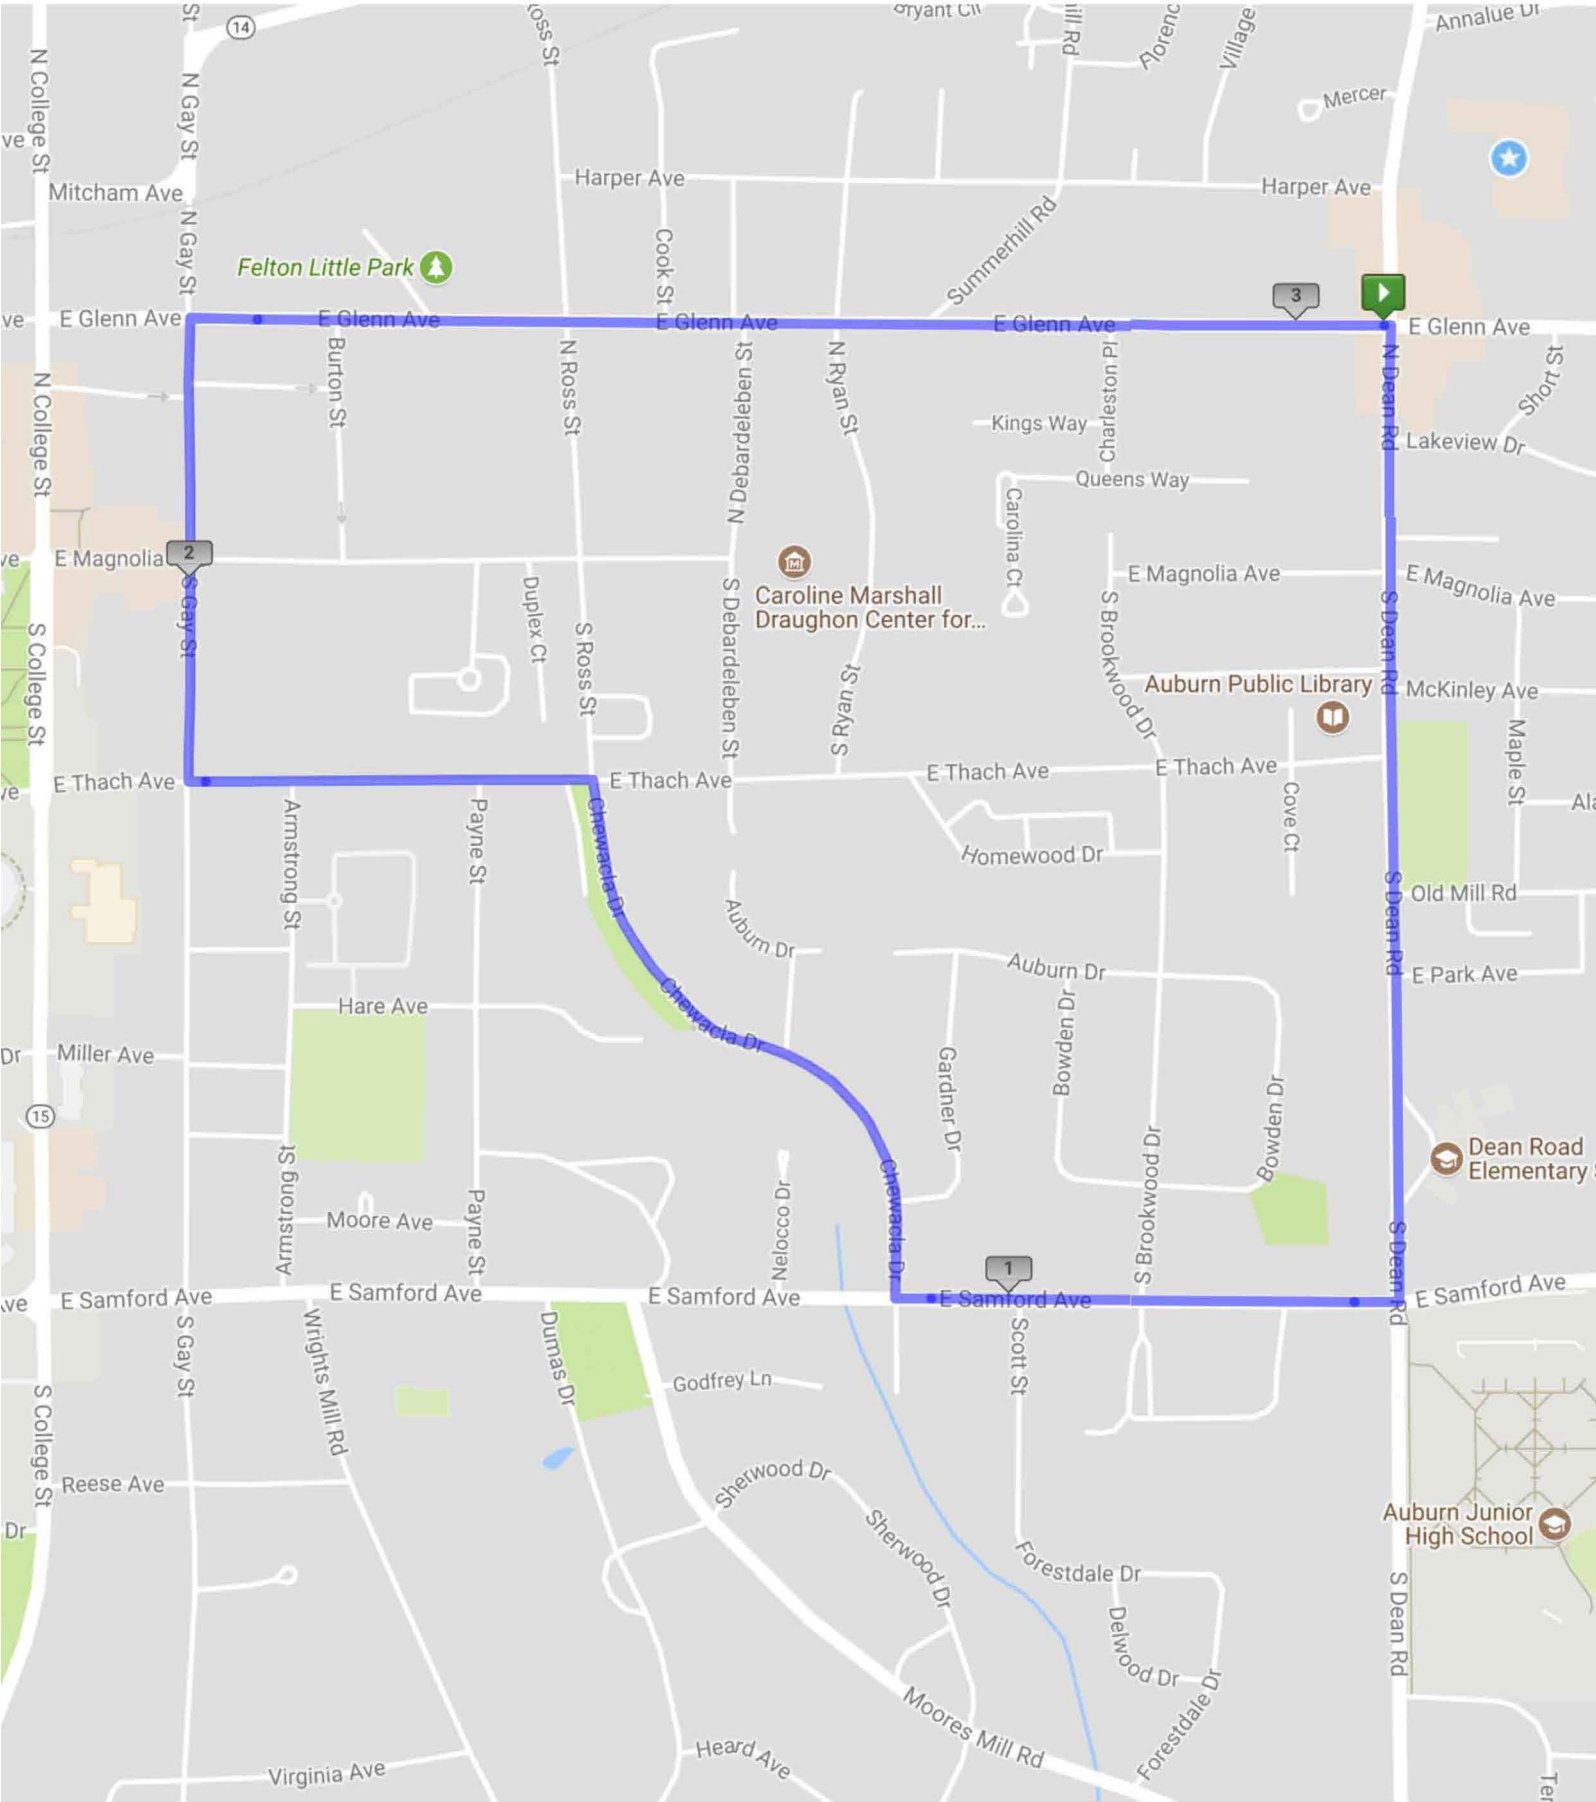 14
Bryant Cir
Annalue Dr
N College St
N Gay St
Ross St
Village
Mercer
Mitcham Ave
Harper Ave
Harper Ave
N Gay St
Cook St
Summerhill Rd
Felton Little Park
3
E Glenn Ave
E Glenn Ave
E Glenn Ave
E Glenn Ave
E Glenn Ave
N College St
Burton St
N Ross St
N Debardeleben St
N Ryan St
Charleston Pl
N Dean Rd
Short St
Kings Way
Lakeview Dr
Queens Way
Carolina Ct
E Magnolia
2
S Gay St
Duplex Ct
Caroline Marshall
Draughon Center for...
E Magnolia Ave
E Magnolia Ave
S College St
S Ross St
S Debardeleben St
S Ryan St
S Brookwood Dr
S Dean Rd
Auburn Public Library
McKinley Ave
Maple St
E Thach Ave
E Thach Ave
E Thach Ave
E Thach Ave
Cove Ct
Armstrong St
Payne St
Chewacla Dr
Homewood Dr
Old Mill Rd
S Dean Rd
Auburn Dr
Auburn Dr
E Park Ave
Hare Ave
Chewacla Dr
Bowden Dr
Miller Ave
Gardner Dr
Bowden Dr
15
Dean Road
Elementary
Armstrong St
Payne St
Moore Ave
Nelocco Dr
Chewacla Dr
S Brookwood Dr
S Dean Rd
1
E Samford Ave
E Samford Ave
E Samford Ave
E Samford Ave
E Samford Ave
S Gay St
Wrights Mill Rd
Dumas Dr
Scott St
Godfrey Ln
S College St
Reese Ave
Sherwood Dr
Sherwood Dr
Auburn Junior
High School
Forestdale Dr
S Dean Rd
Delwood Dr
Forestdale Dr
Moores Mill Rd
Heard Ave
Virginia Ave